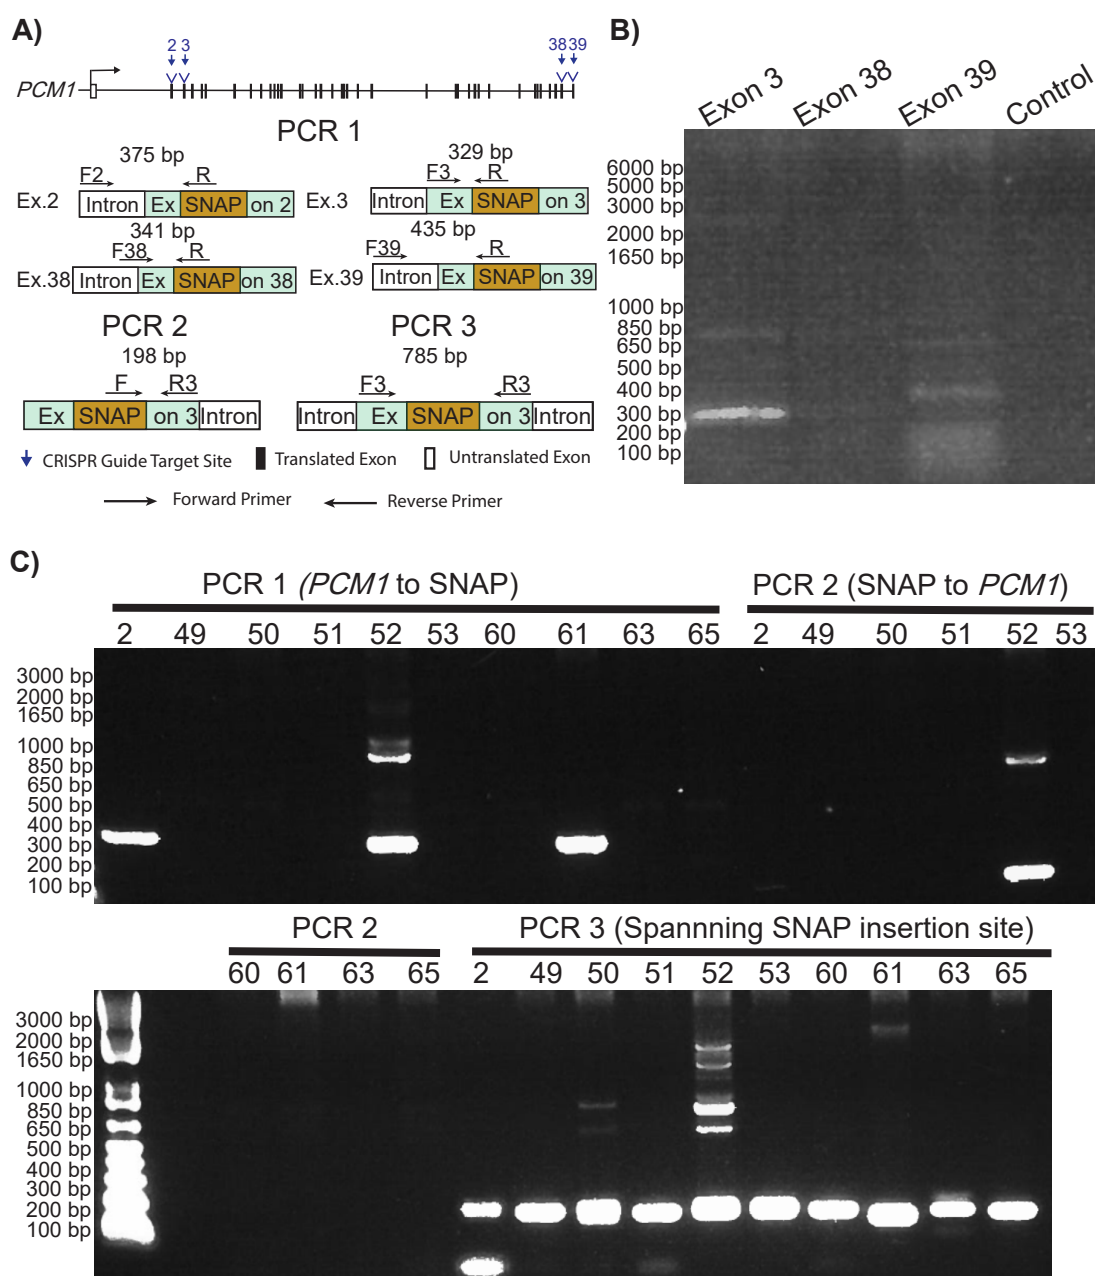 A)
2 3 38 39
PCM1
PCR 1
375 bp
F2 R
Ex.2 Intron Ex SNAP on 2
329 bp
F3 R
Ex.3 Intron Ex SNAP on 3
341 bp
F38 R
Ex.38 Intron Ex SNAP on 38
435 bp
F39 R
Ex.39 Intron Ex SNAP on 39
PCR 2
198 bp
F R3
Ex SNAP on 3 Intron
PCR 3
785 bp
F3 R3
Intron Ex SNAP on 3 Intron
CRISPR Guide Target Site Translated Exon Untranslated Exon
Forward Primer Reverse Primer
B)
Exon 3 Exon 38 Exon 39 Control
6000 bp
5000 bp
3000 bp
2000 bp
1650 bp
1000 bp
850 bp
650 bp
500 bp
400 bp
300 bp
200 bp
100 bp
C)
PCR 1 (PCM1 to SNAP) PCR 2 (SNAP to PCM1)
2 49 50 51 52 53 60 61 63 65 2 49 50 51 52 53
3000 bp
2000 bp
1650 bp
1000 bp
850 bp
650 bp
500 bp
400 bp
300 bp
200 bp
100 bp
PCR 2 PCR 3 (Spannning SNAP insertion site)
60 61 63 65 2 49 50 51 52 53 60 61 63 65
3000 bp
2000 bp
1650 bp
1000 bp
850 bp
650 bp
500 bp
400 bp
300 bp
200 bp
100 bp